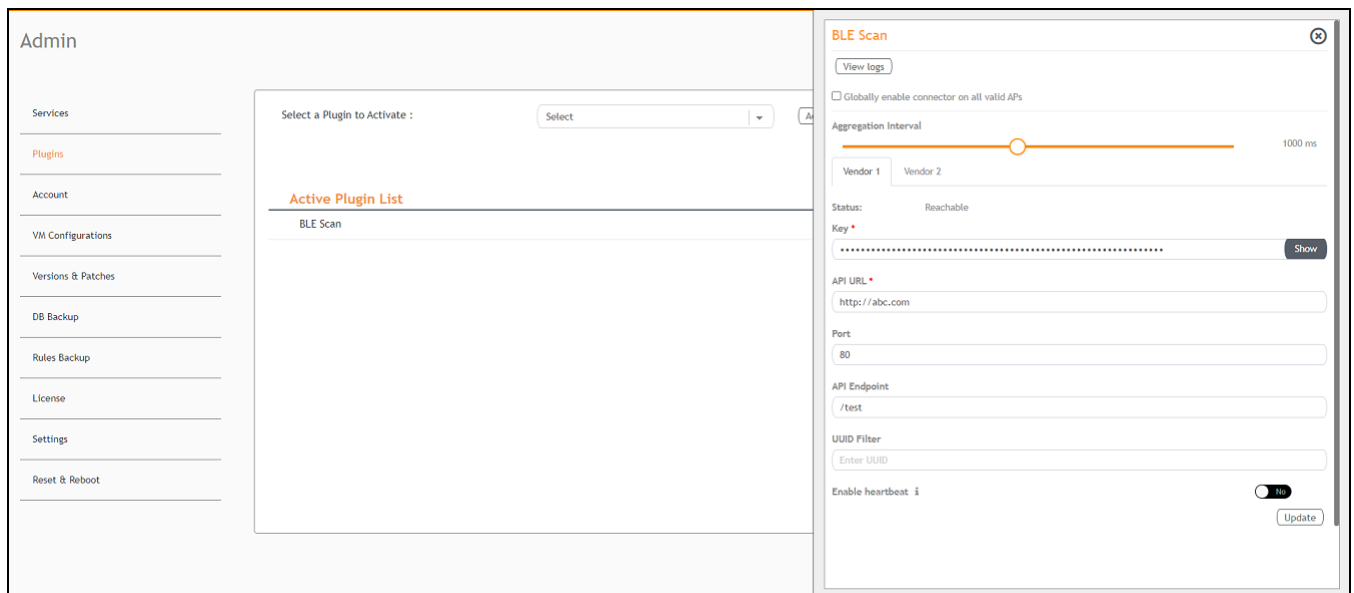 Admin
Services
Plugins
Account
VM Configurations
Versions & Patches
DB Backup
Rules Backup
License
Settings
Reset & Reboot
Select a Plugin to Activate :
Select
Active Plugin List
BLE Scan
BLE Scan
View logs
Globally enable connector on all valid APs
Aggregation Interval
1000 ms
Vendor 1 Vendor 2
Status: Reachable
Key *
Show
API URL *
http://abc.com
Port
80
API Endpoint
/test
UUID Filter
Enter UUID
Enable heartbeat i
No
Update